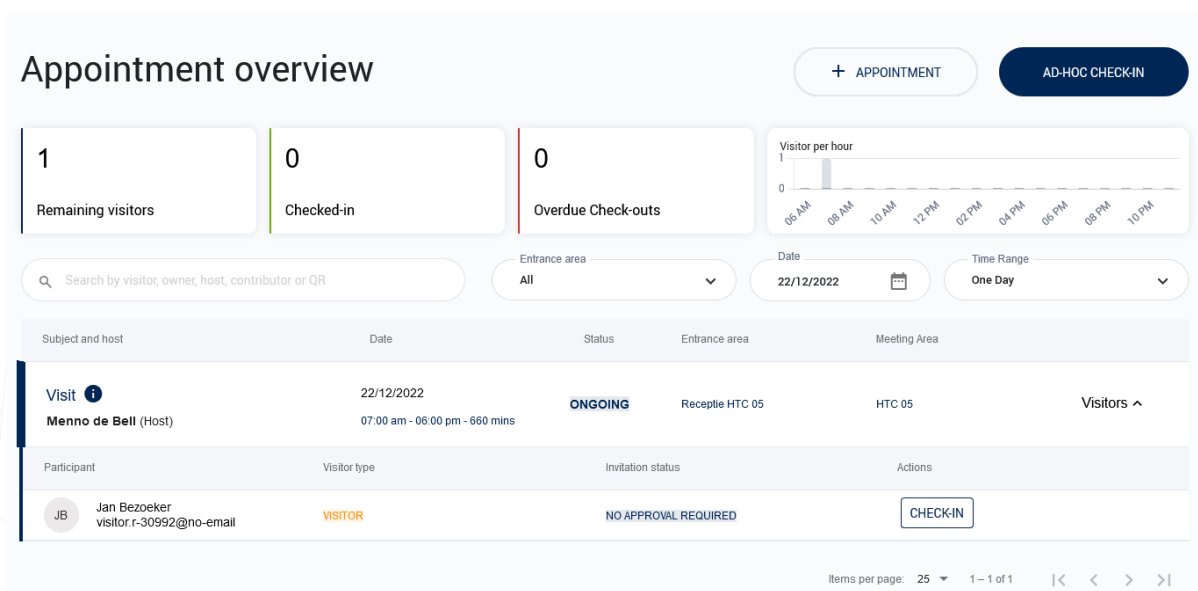 Appointment overview
+ APPOINTMENT
AD-HOC CHECK-IN
1
Remaining visitors
0
Checked-in
0
Overdue Check-outs
Visitor per hour
1
0
06 AM 08 AM 10 AM 12 PM 02 PM 04 PM 06 PM 08 PM 10 PM
Search by visitor, owner, host, contributor or QR
Entrance area
All
Date
22/12/2022
Time Range
One Day
Subject and host Date Status Entrance area Meeting Area
Visit
Menno de Bell (Host)
22/12/2022
07:00 am - 06:00 pm - 660 mins
ONGOING
Receptie HTC 05
HTC 05
Visitors
Participant Visitor type Invitation status Actions
JB
Jan Bezoeker
visitor.r-30992@no-email
VISITOR
NO APPROVAL REQUIRED
CHECK-IN
Items per page: 25 1 – 1 of 1